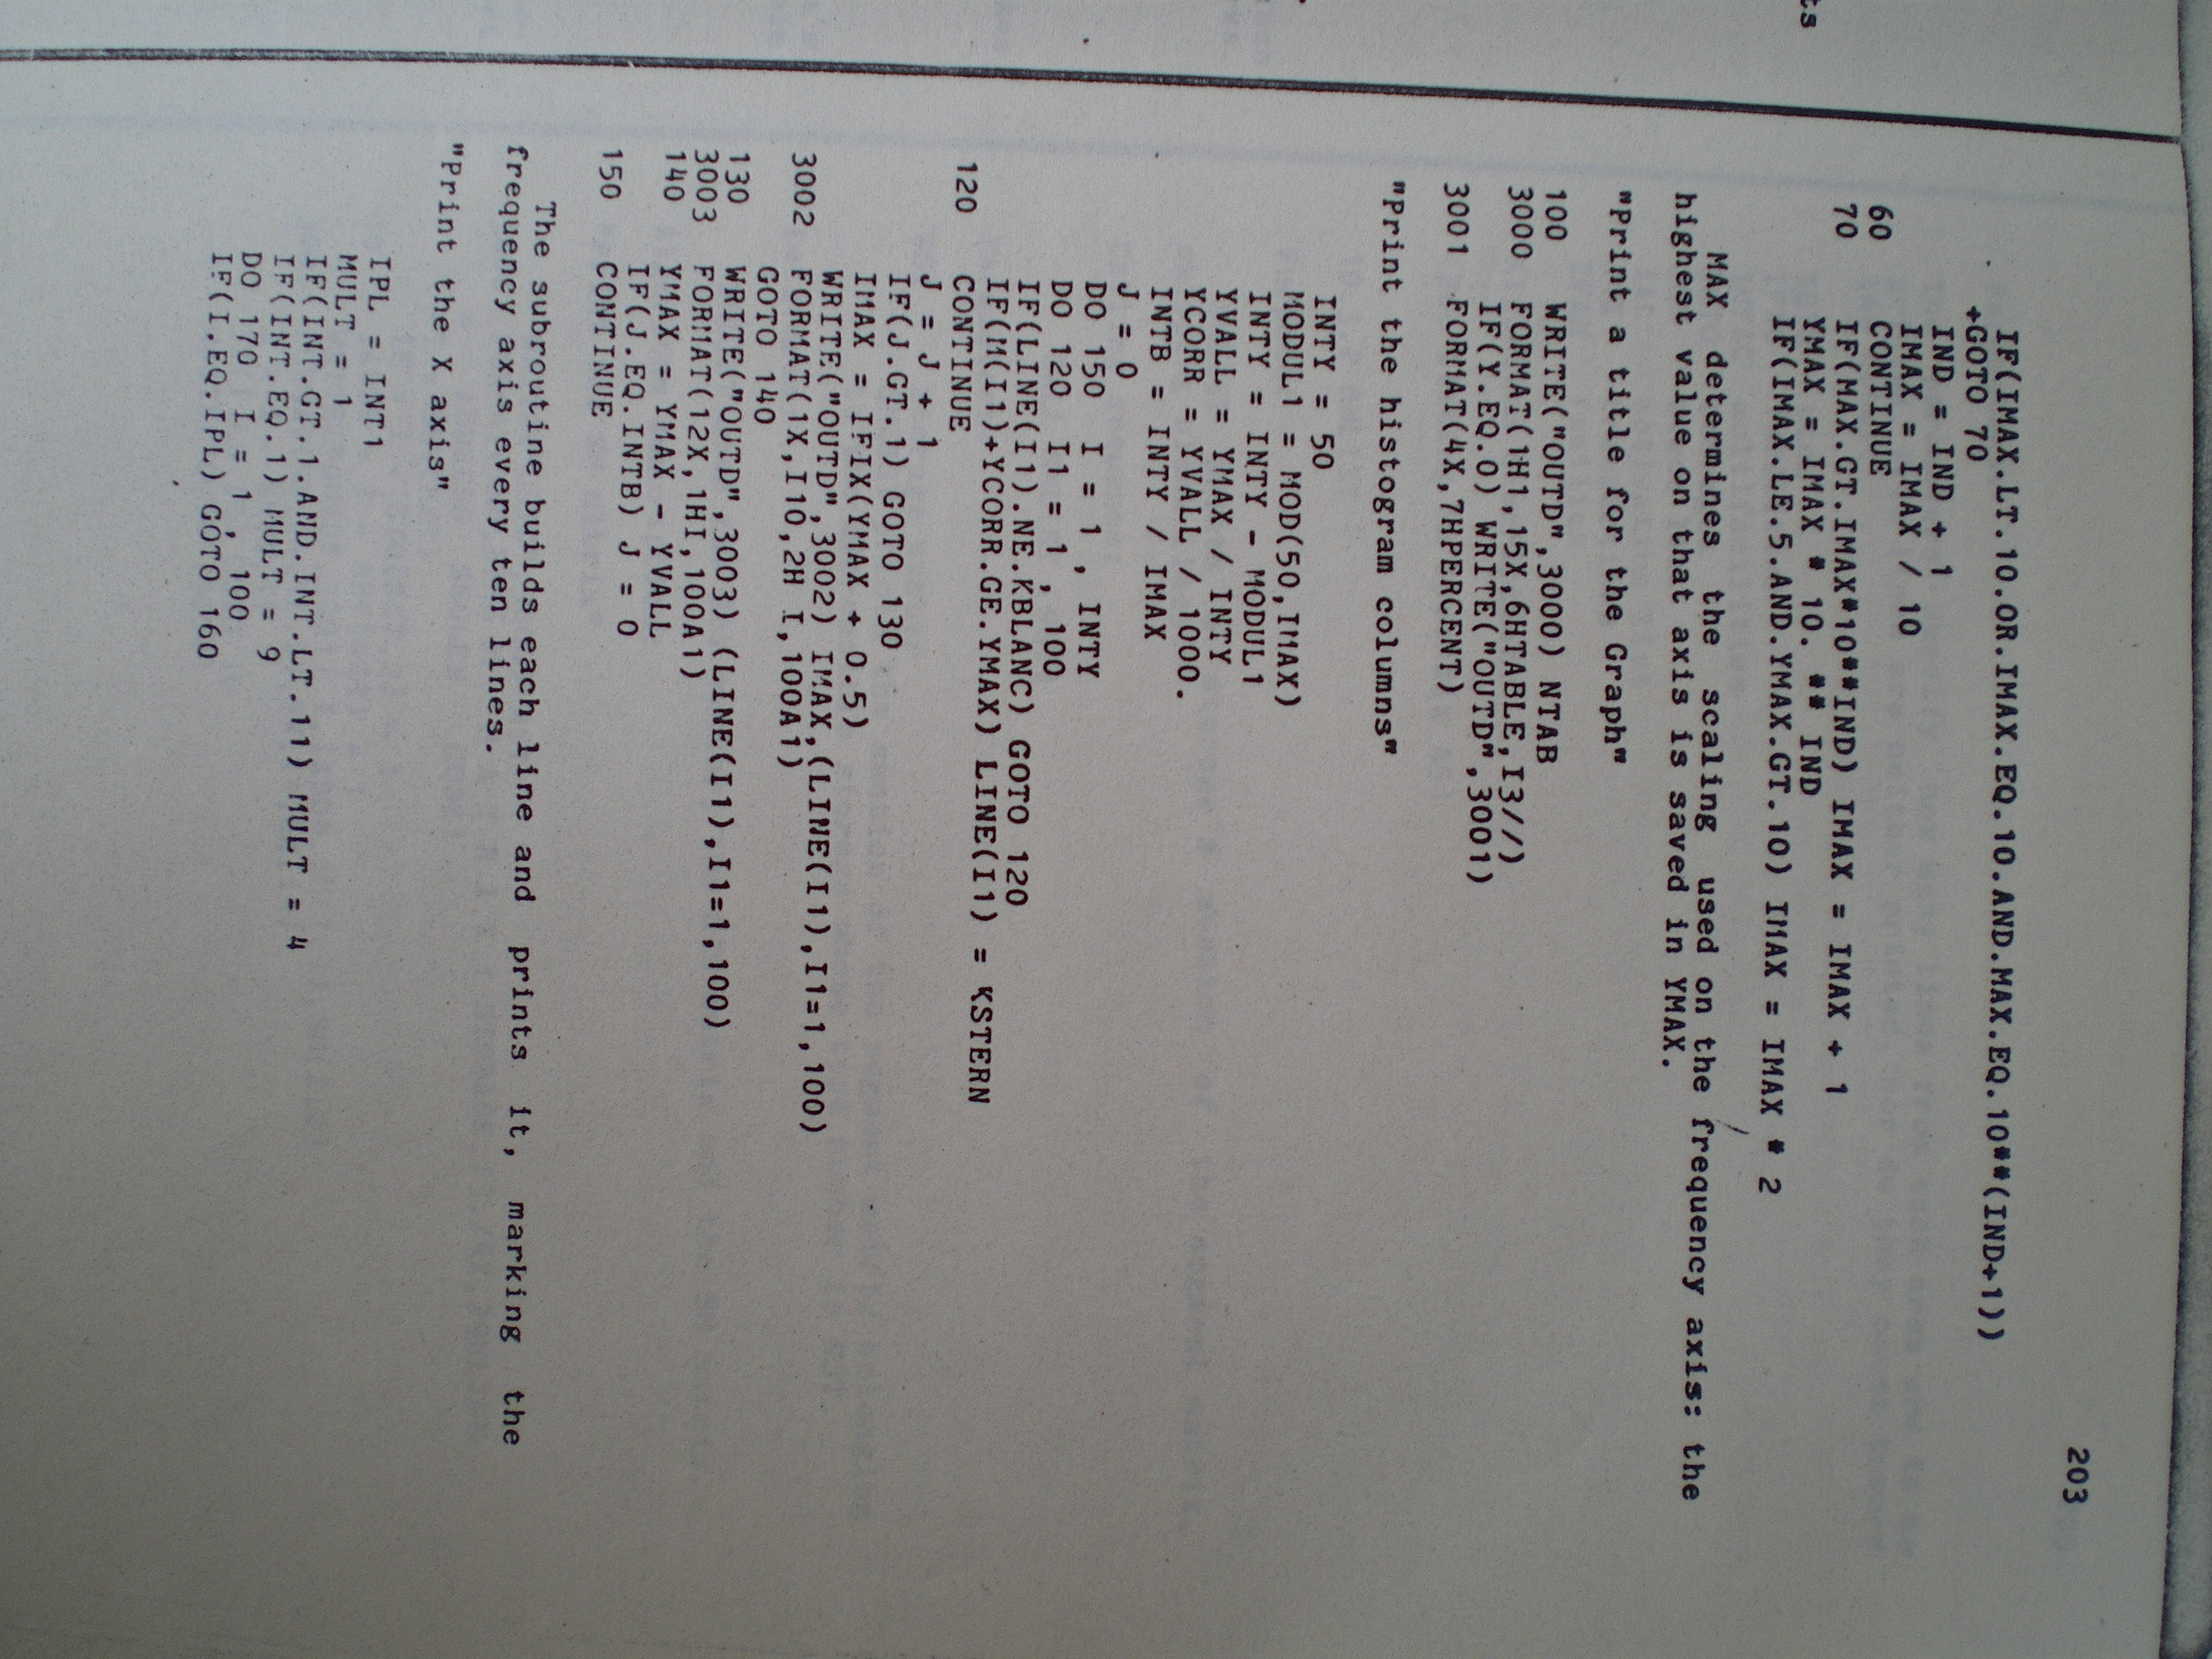 203
IF(IMAX.LT.10.OR.IMAX.EQ.10.AND.MAX.EQ.10**(IND+1))
+GOTO 70
IND = IND + 1
IMAX = IMAX / 10
60 CONTINUE
70 IF(MAX.GT.IMAX*10**IND) IMAX = IMAX + 1
YMAX = IMAX * 10. ** IND
IF(IMAX.LE.5.AND.YMAX.GT.10) IMAX = IMAX * 2
MAX determines the scaling used on the frequency axis: the
highest value on that axis is saved in YMAX.
"Print a title for the Graph"
100 WRITE("OUTD",3000) NTAB
3000 FORMAT(1H1,15X,6HTABLE,I3//)
IF(Y.EQ.0) WRITE("OUTD",3001)
3001 FORMAT(4X,7HPERCENT)
"Print the histogram columns"
INTY = 50
MODUL1 = MOD(50,IMAX)
INTY = INTY - MODUL1
YVALL = YMAX / INTY
YCORR = YVALL / 1000.
INTB = INTY / IMAX
J = 0
DO 150 I = 1 , INTY
DO 120 I1 = 1 , 100
IF(LINE(I1).NE.KBLANC) GOTO 120
IF(M(I1)+YCORR.GE.YMAX) LINE(I1) = KSTERN
120 CONTINUE
J = J + 1
IF(J.GT.1) GOTO 130
IMAX = IFIX(YMAX + 0.5)
WRITE("OUTD",3002) IMAX,(LINE(I1),I1=1,100)
3002 FORMAT(1X,I10,2H I,100A1)
GOTO 140
130 WRITE("OUTD",3003) (LINE(I1),I1=1,100)
3003 FORMAT(12X,1HI,100A1)
140 YMAX = YMAX - YVALL
IF(J.EQ.INTB) J = 0
150 CONTINUE
The subroutine builds each line and prints it, marking the
frequency axis every ten lines.
"Print the X axis"
IPL = INT1
MULT = 1
IF(INT.GT.1.AND.INT.LT.11) MULT = 4
IF(INT.EQ.1) MULT = 9
DO 170 I = 1 , 100
IF(I.EQ.IPL) GOTO 160
ts